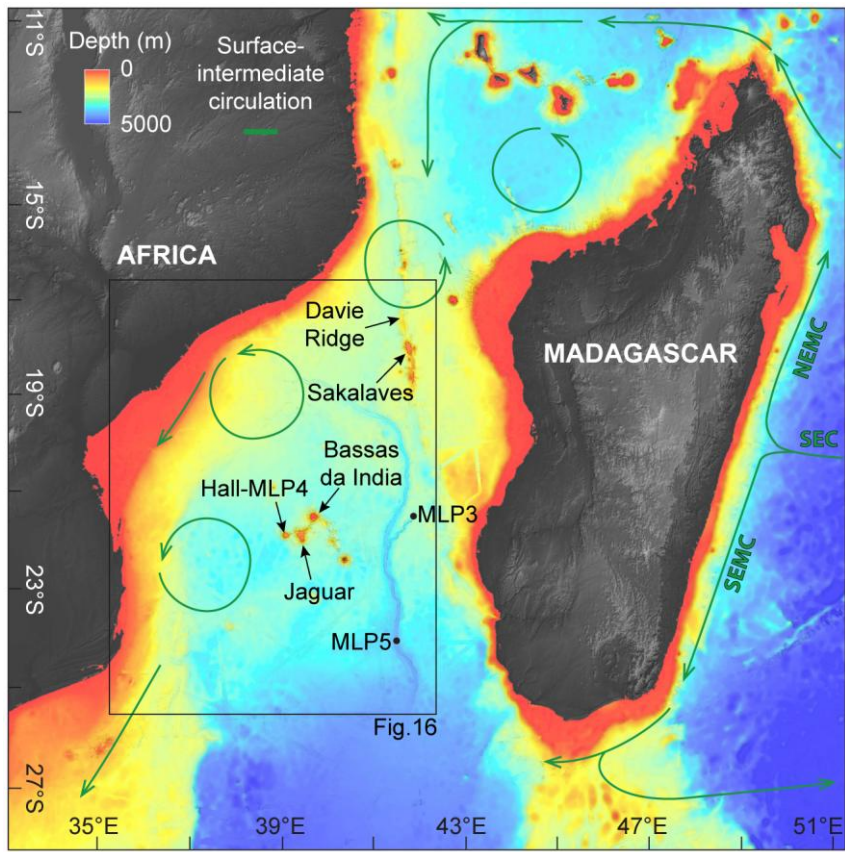 11°S
Depth (m)
0
5000
Surface-
intermediate
circulation
15°S
AFRICA
Davie
Ridge
MADAGASCAR
NEMC
19°S
Sakalaves
SEC
Bassas
da India
Hall-MLP4
MLP3
SEMC
23°S
Jaguar
MLP5
Fig.16
27°S
35°E
39°E
43°E
47°E
51°E